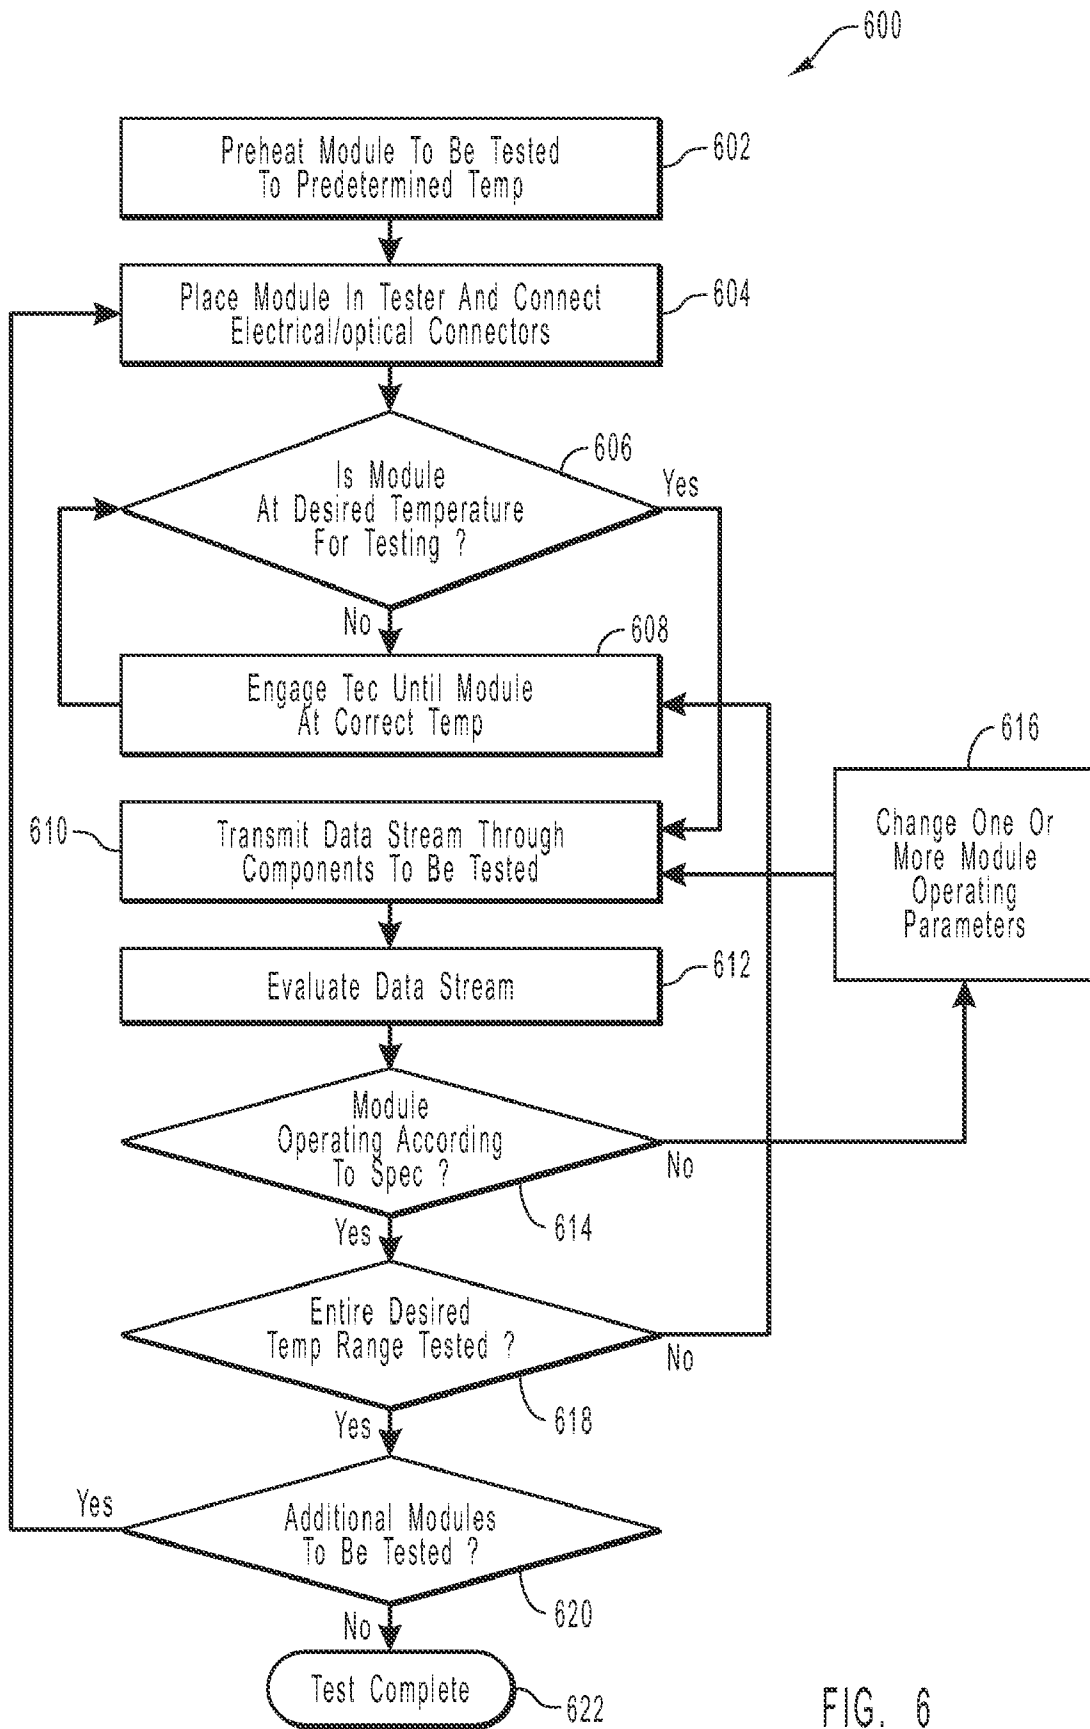 600
Preheat Module To Be Tested
To Predetermined Temp
602
Place Module In Tester And Connect
Electrical/optical Connectors
604
Is Module
At Desired Temperature
For Testing ?
606
Yes
No
608
Engage Tec Until Module
At Correct Temp
616
Change One Or
More Module
Operating
Parameters
610
Transmit Data Stream Through
Components To Be Tested
Evaluate Data Stream
612
Module
Operating According
To Spec ?
No
614
Yes
Entire Desired
Temp Range Tested ?
No
618
Yes
Yes
Additional Modules
To Be Tested ?
620
No
Test Complete
622
FIG. 6